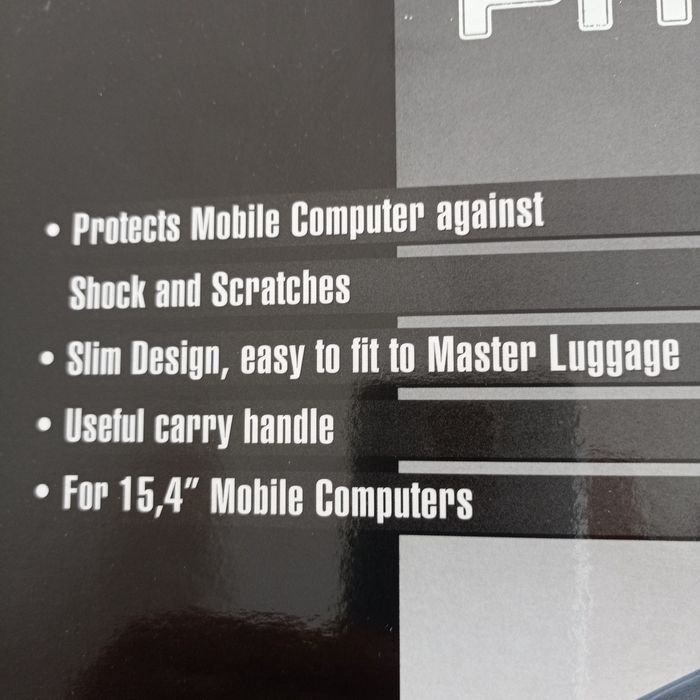 • Protects Mobile Computer against
Shock and Scratches
• Slim Design, easy to fit to Master Luggage
• Useful carry handle
• For 15,4" Mobile Computers